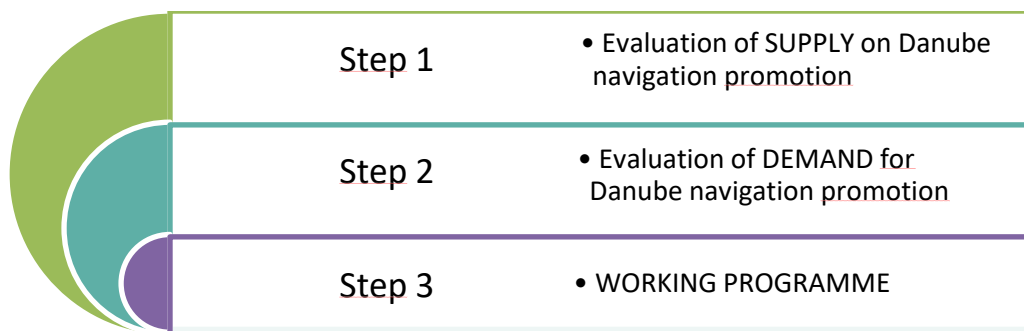 Step 1
• Evaluation of SUPPLY on Danube
navigation promotion
Step 2
• Evaluation of DEMAND for
Danube navigation promotion
Step 3
• WORKING PROGRAMME